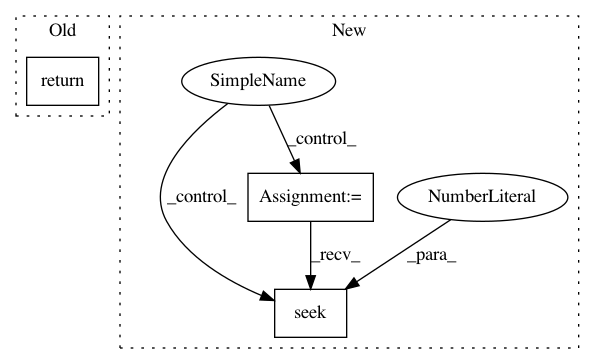 Old
New
return
SimpleName
_control_
_control_
Assignment:=
NumberLiteral
_recv_
_para_
seek